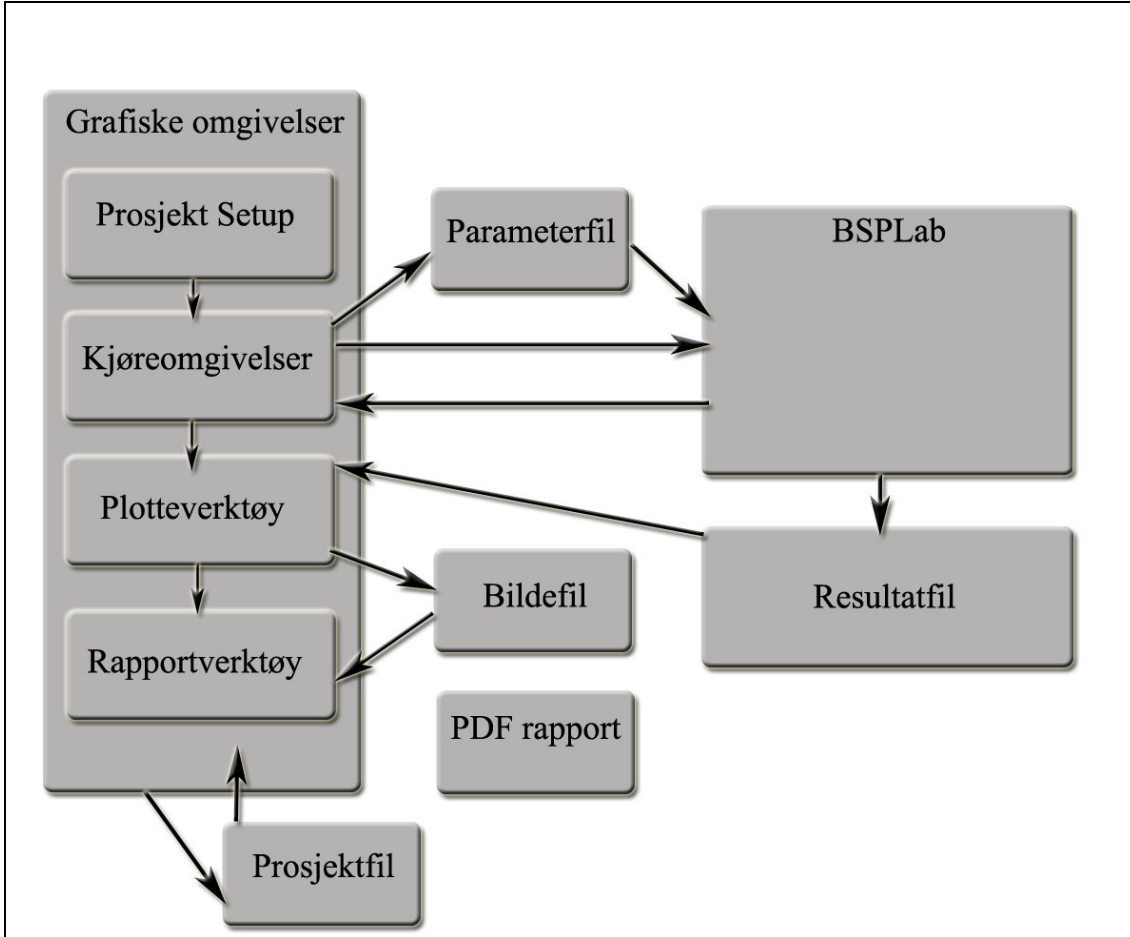 Grafiske omgivelser
Prosjekt Setup
Parameterfil
BSPLab
Kjøreomgivelser
Plotteverktøy
Bildefil
Resultatfil
Rapportverktøy
PDF rapport
Prosjektfil